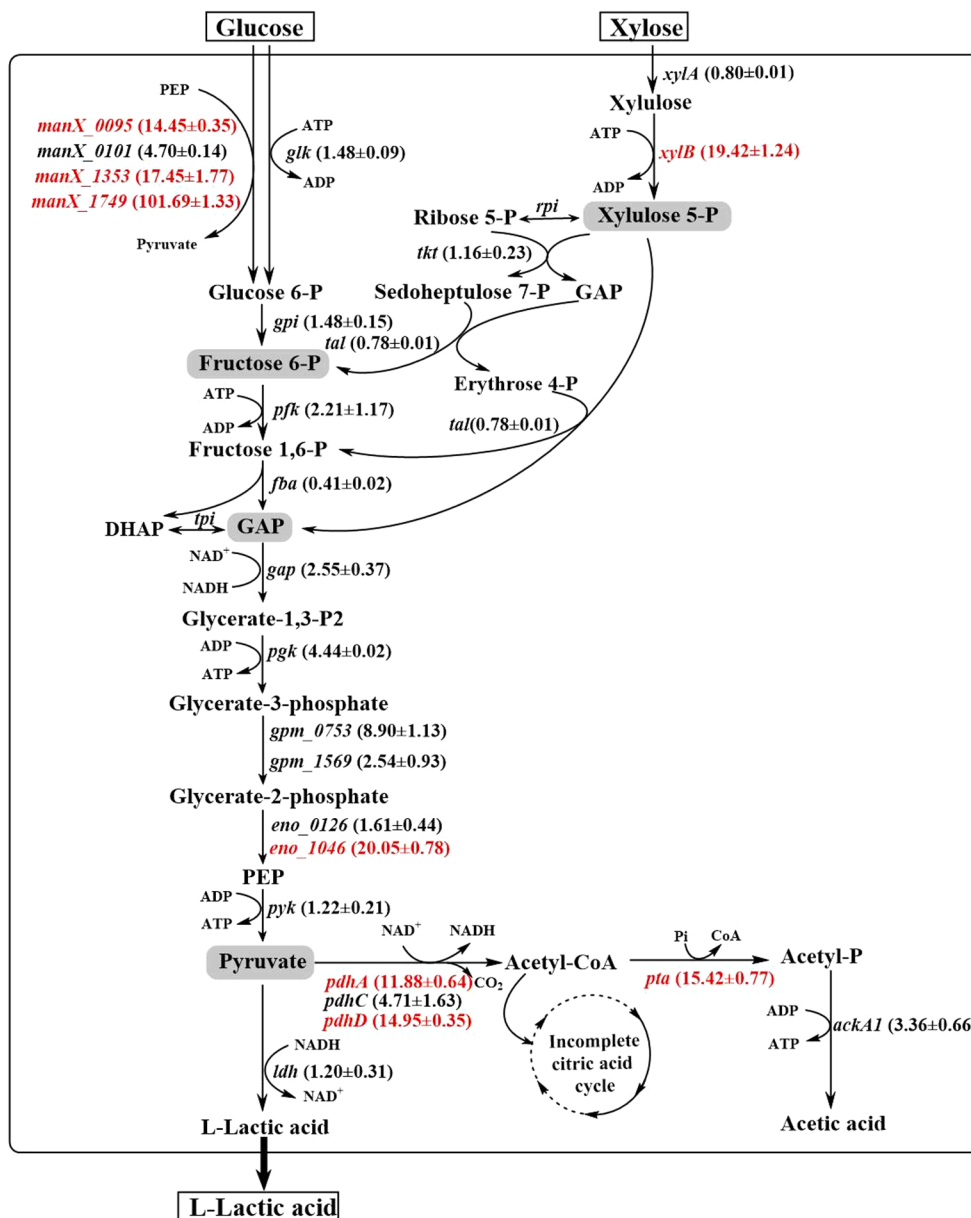 Glucose
Xylose
xylA (0.80±0.01)
Xylulose
PEP
manX_0095 (14.45±0.35)
manX_0101 (4.70±0.14)
manX_1353 (17.45±1.77)
manX_1749 (101.69±1.33)
Pyruvate
ATP
glk (1.48±0.09)
ADP
ATP
xylB (19.42±1.24)
ADP
Ribose 5-P
rpi
Xylulose 5-P
tkt (1.16±0.23)
Glucose 6-P
Sedoheptulose 7-P
GAP
gpi (1.48±0.15)
tal (0.78±0.01)
Fructose 6-P
Erythrose 4-P
ATP
pfk (2.21±1.17)
ADP
tal(0.78±0.01)
Fructose 1,6-P
fba (0.41±0.02)
DHAP
tpi
GAP
NAD+
gap (2.55±0.37)
NADH
Glycerate-1,3-P2
ADP
pgk (4.44±0.02)
ATP
Glycerate-3-phosphate
gpm_0753 (8.90±1.13)
gpm_1569 (2.54±0.93)
Glycerate-2-phosphate
eno_0126 (1.61±0.44)
eno_1046 (20.05±0.78)
PEP
ADP
pyk (1.22±0.21)
ATP
Pyruvate
NAD+
NADH
pdhA (11.88±0.64)
CO2
pdhC (4.71±1.63)
pdhD (14.95±0.35)
Acetyl-CoA
Pi
CoA
pta (15.42±0.77)
Acetyl-P
ADP
ackA1 (3.36±0.66
ATP
Incomplete
citric acid
cycle
NADH
ldh (1.20±0.31)
NAD+
L-Lactic acid
Acetic acid
L-Lactic acid